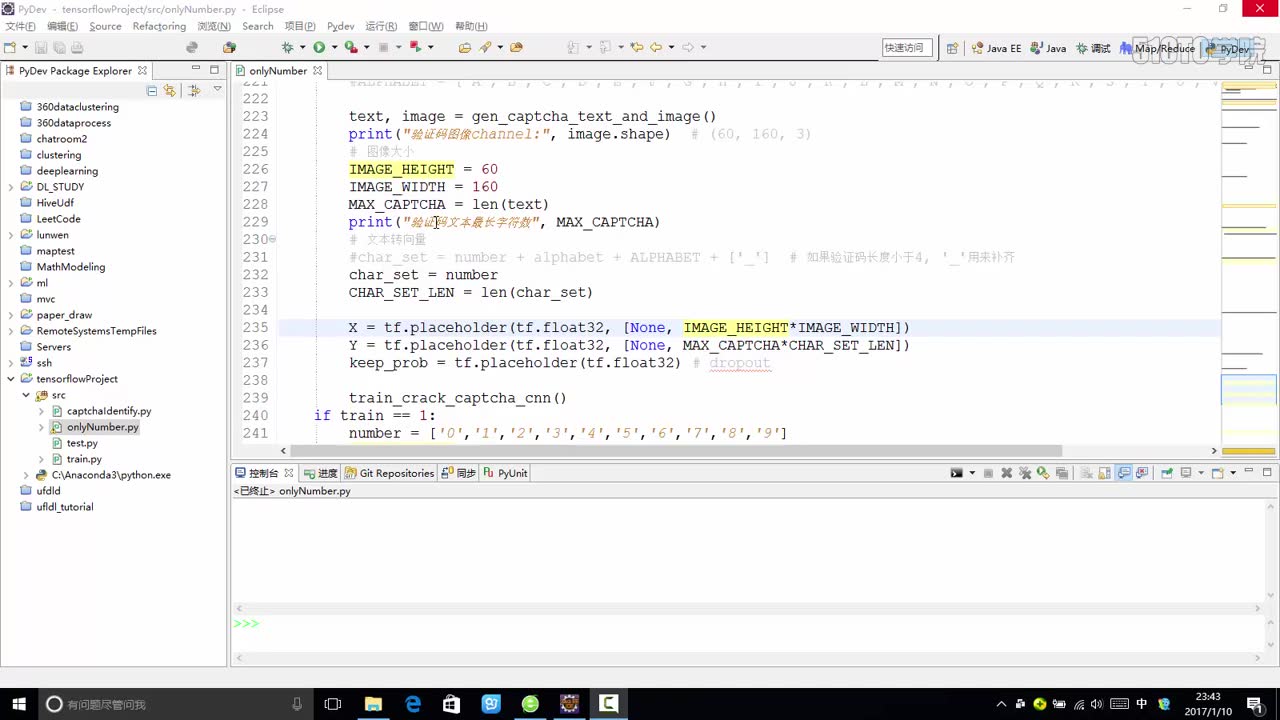 PyDev - tensorflowProject/src/onlyNumber.py - Eclipse
文件(F) 编辑(E) Source Refactoring 浏览(N) Search 项目(P) Pydev 运行(R) 窗口(W) 帮助(H)
快速访问 Java EE Java 调试 Map/Reduce PyDev
51CTO学院
PyDev Package Explorer
360dataclustering
360dataprocess
chatroom2
clustering
deeplearning
DL_STUDY
HiveUdf
LeetCode
lunwen
maptest
MathModeling
ml
mvc
paper_draw
RemoteSystemsTempFiles
Servers
ssh
tensorflowProject
src
captchaIdentify.py
onlyNumber.py
test.py
train.py
C:\Anaconda3\python.exe
ufdld
ufldl_tutorial
onlyNumber
222
223 text, image = gen_captcha_text_and_image()
224 print("验证码图像channel:", image.shape) # (60, 160, 3)
225 # 图像大小
226 IMAGE_HEIGHT = 60
227 IMAGE_WIDTH = 160
228 MAX_CAPTCHA = len(text)
229 print("验证码文本最长字符数", MAX_CAPTCHA)
230 # 文本转向量
231 #char_set = number + alphabet + ALPHABET + ['_'] # 如果验证码长度小于4, '_'用来补齐
232 char_set = number
233 CHAR_SET_LEN = len(char_set)
234
235 X = tf.placeholder(tf.float32, [None, IMAGE_HEIGHT*IMAGE_WIDTH])
236 Y = tf.placeholder(tf.float32, [None, MAX_CAPTCHA*CHAR_SET_LEN])
237 keep_prob = tf.placeholder(tf.float32) # dropout
238
239 train_crack_captcha_cnn()
240 if train == 1:
241 number = ['0','1','2','3','4','5','6','7','8','9']
控制台 进度 Git Repositories 同步 PyUnit
<已终止> onlyNumber.py
>>>
有问题尽管问我
中
23:43
2017/1/10